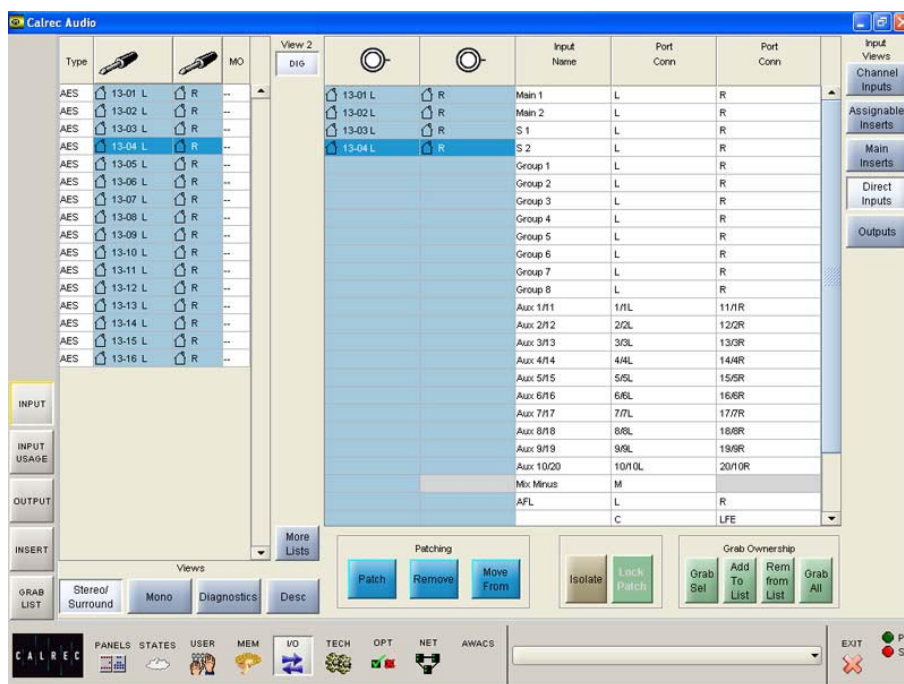 Calrec Audio
Type MO
AES 13-01 L R --
AES 13-02 L R --
AES 13-03 L R --
AES 13-04 L R --
AES 13-05 L R --
AES 13-06 L R --
AES 13-07 L R --
AES 13-08 L R --
AES 13-09 L R --
AES 13-10 L R --
AES 13-11 L R --
AES 13-12 L R --
AES 13-13 L R --
AES 13-14 L R --
AES 13-15 L R --
AES 13-16 L R --
View 2
DIG
Input Port Port
Name Conn Conn
13-01 L R Main 1 L R
13-02 L R Main 2 L R
13-03 L R S 1 L R
13-04 L R S 2 L R
Group 1 L R
Group 2 L R
Group 3 L R
Group 4 L R
Group 5 L R
Group 6 L R
Group 7 L R
Group 8 L R
Aux 1/11 1/1L 11/1R
Aux 2/12 2/2L 12/2R
Aux 3/13 3/3L 13/3R
Aux 4/14 4/4L 14/4R
Aux 5/15 5/5L 15/5R
Aux 6/16 6/6L 16/6R
Aux 7/17 7/7L 17/7R
Aux 8/18 8/8L 18/8R
Aux 9/19 9/9L 19/9R
Aux 10/20 10/10L 20/10R
Mix Minus M
AFL L R
C LFE
Input
Views
Channel
Inputs
Assignable
Inserts
Main
Inserts
Direct
Inputs
Outputs
INPUT
INPUT
USAGE
OUTPUT
INSERT
GRAB
LIST
Views
Stereo/
Surround
Mono
Diagnostics
More
Lists
Desc
Patching
Patch
Remove
Move
From
Isolate
Lock
Patch
Grab Ownership
Grab
Sel
Add
To
List
Rem
from
List
Grab
All
CALREC
PANELS STATES USER MEM I/O TECH OPT NET AWACS
EXIT
P
S